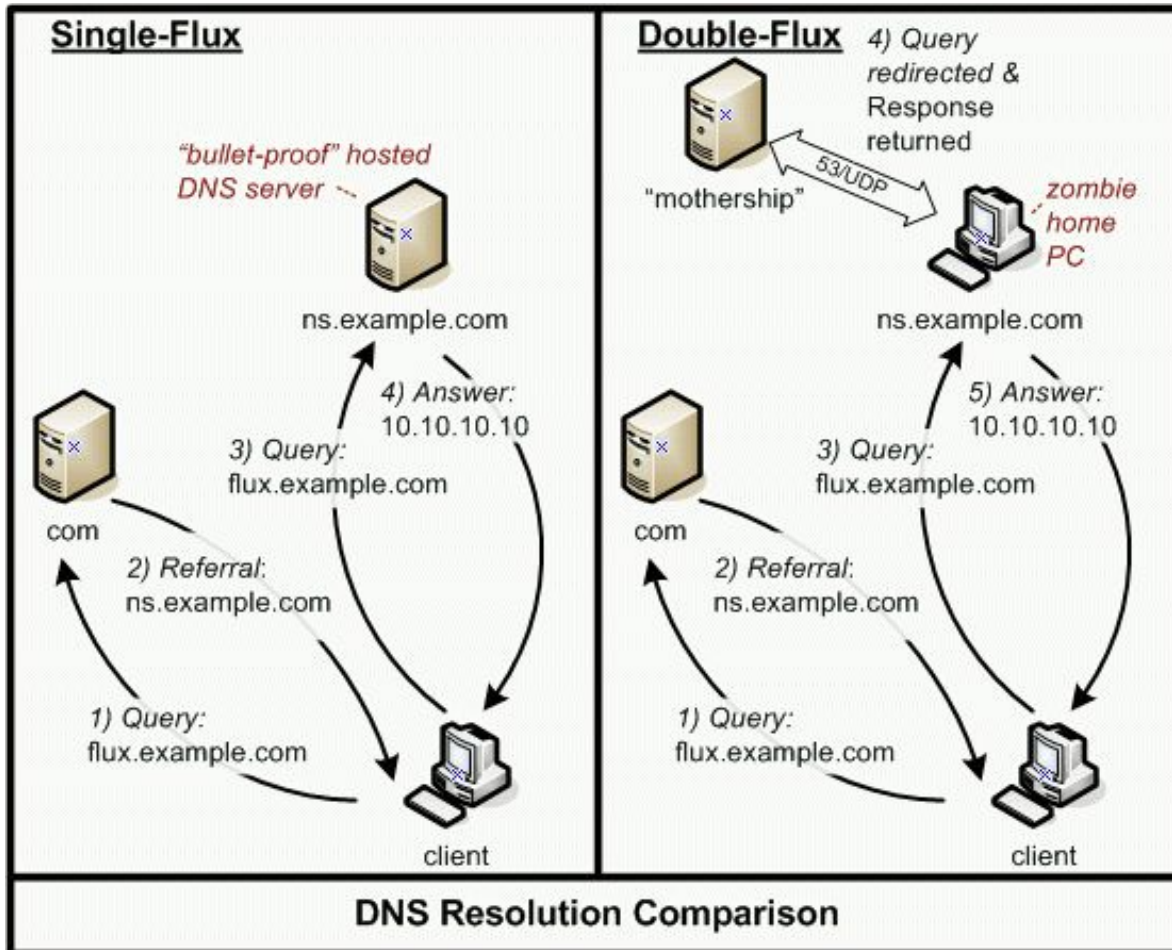 Single-Flux
"bullet-proof" hosted
DNS server
ns.example.com
4) Answer:
10.10.10.10
3) Query:
flux.example.com
com
2) Referral:
ns.example.com
1) Query:
flux.example.com
client
Double-Flux
4) Query
redirected &
Response
returned
53/UDP
"mothership"
zombie
home
PC
ns.example.com
5) Answer:
10.10.10.10
3) Query:
flux.example.com
com
2) Referral:
ns.example.com
1) Query:
flux.example.com
client
DNS Resolution Comparison